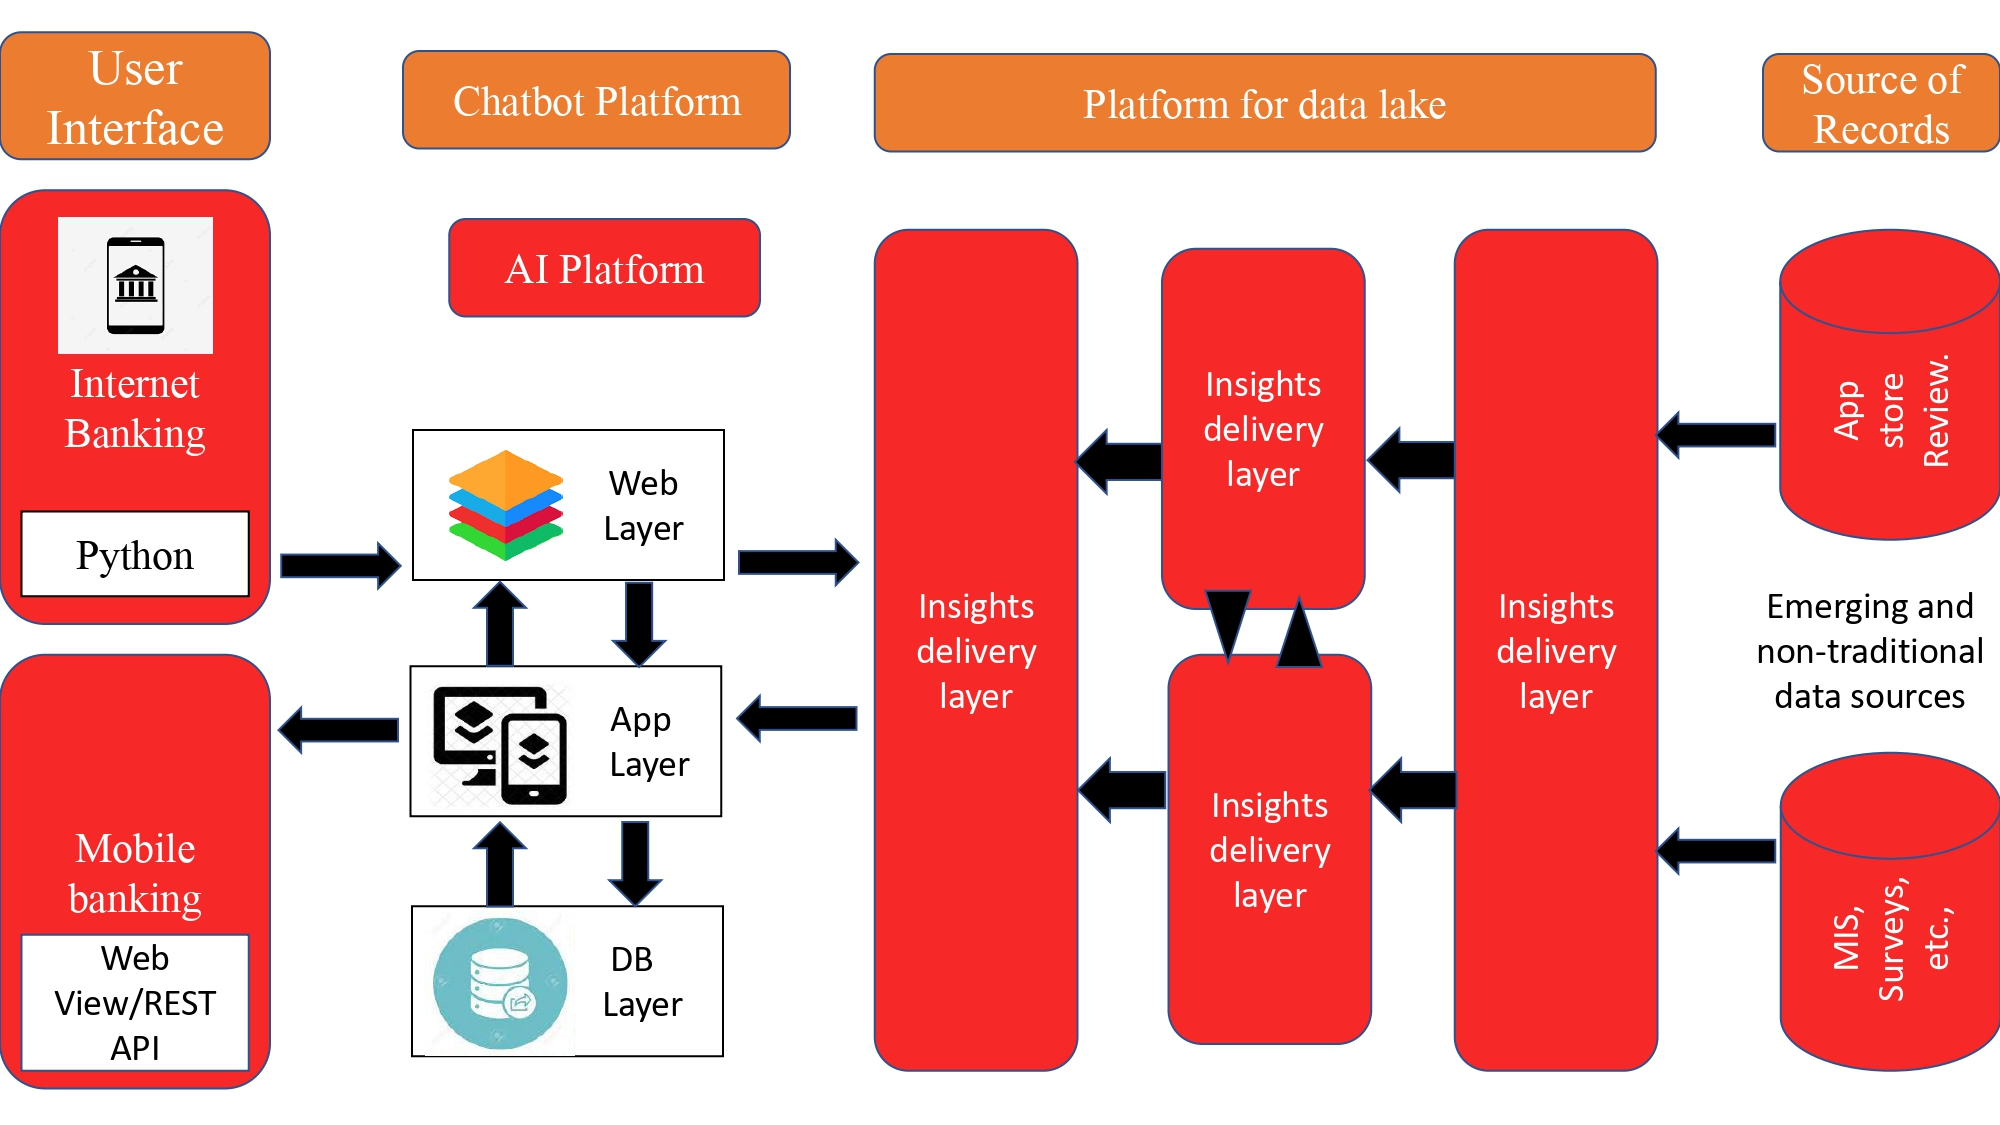 User
Interface
Chatbot Platform
Platform for data lake
Source of
Records
Internet
Banking
Python
Mobile
banking
Web
View/REST
API
AI Platform
Web
Layer
App
Layer
DB
Layer
Insights
delivery
layer
Insights
delivery
layer
Insights
delivery
layer
Insights
delivery
layer
App
store
Review.
Emerging and
non-traditional
data sources
MIS,
Surveys,
etc.,